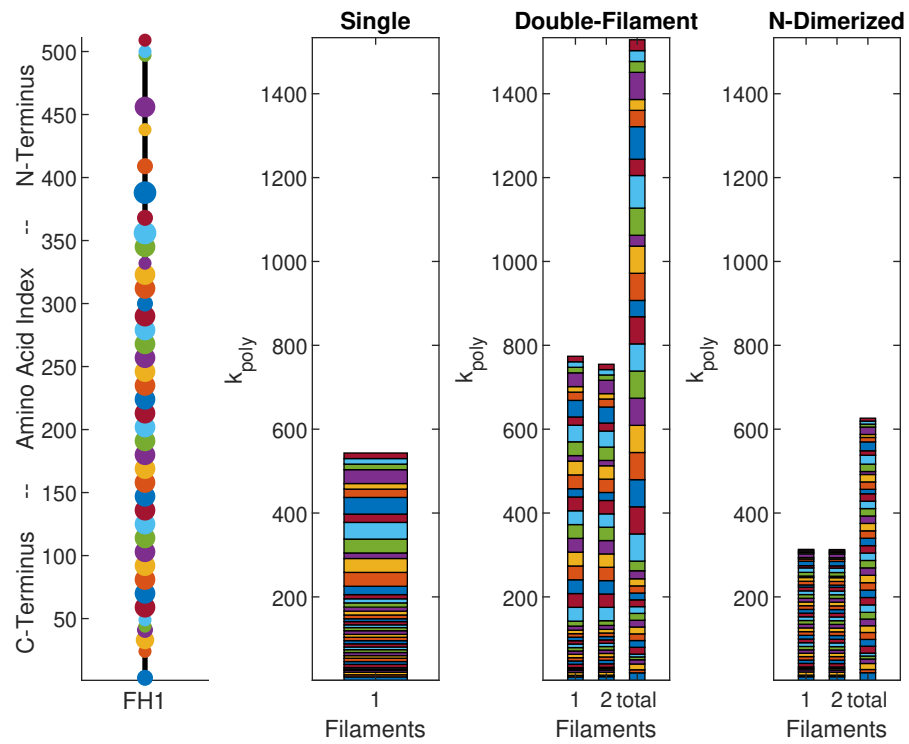 Single
Double-Filament
N-Dimerized
C-Terminus -- Amino Acid Index -- N-Terminus
500
450
400
350
300
250
200
150
100
50
FH1
k_poly
1400
1200
1000
800
600
400
200
1
Filaments
k_poly
1400
1200
1000
800
600
400
200
1 2 total
Filaments
k_poly
1400
1200
1000
800
600
400
200
1 2 total
Filaments